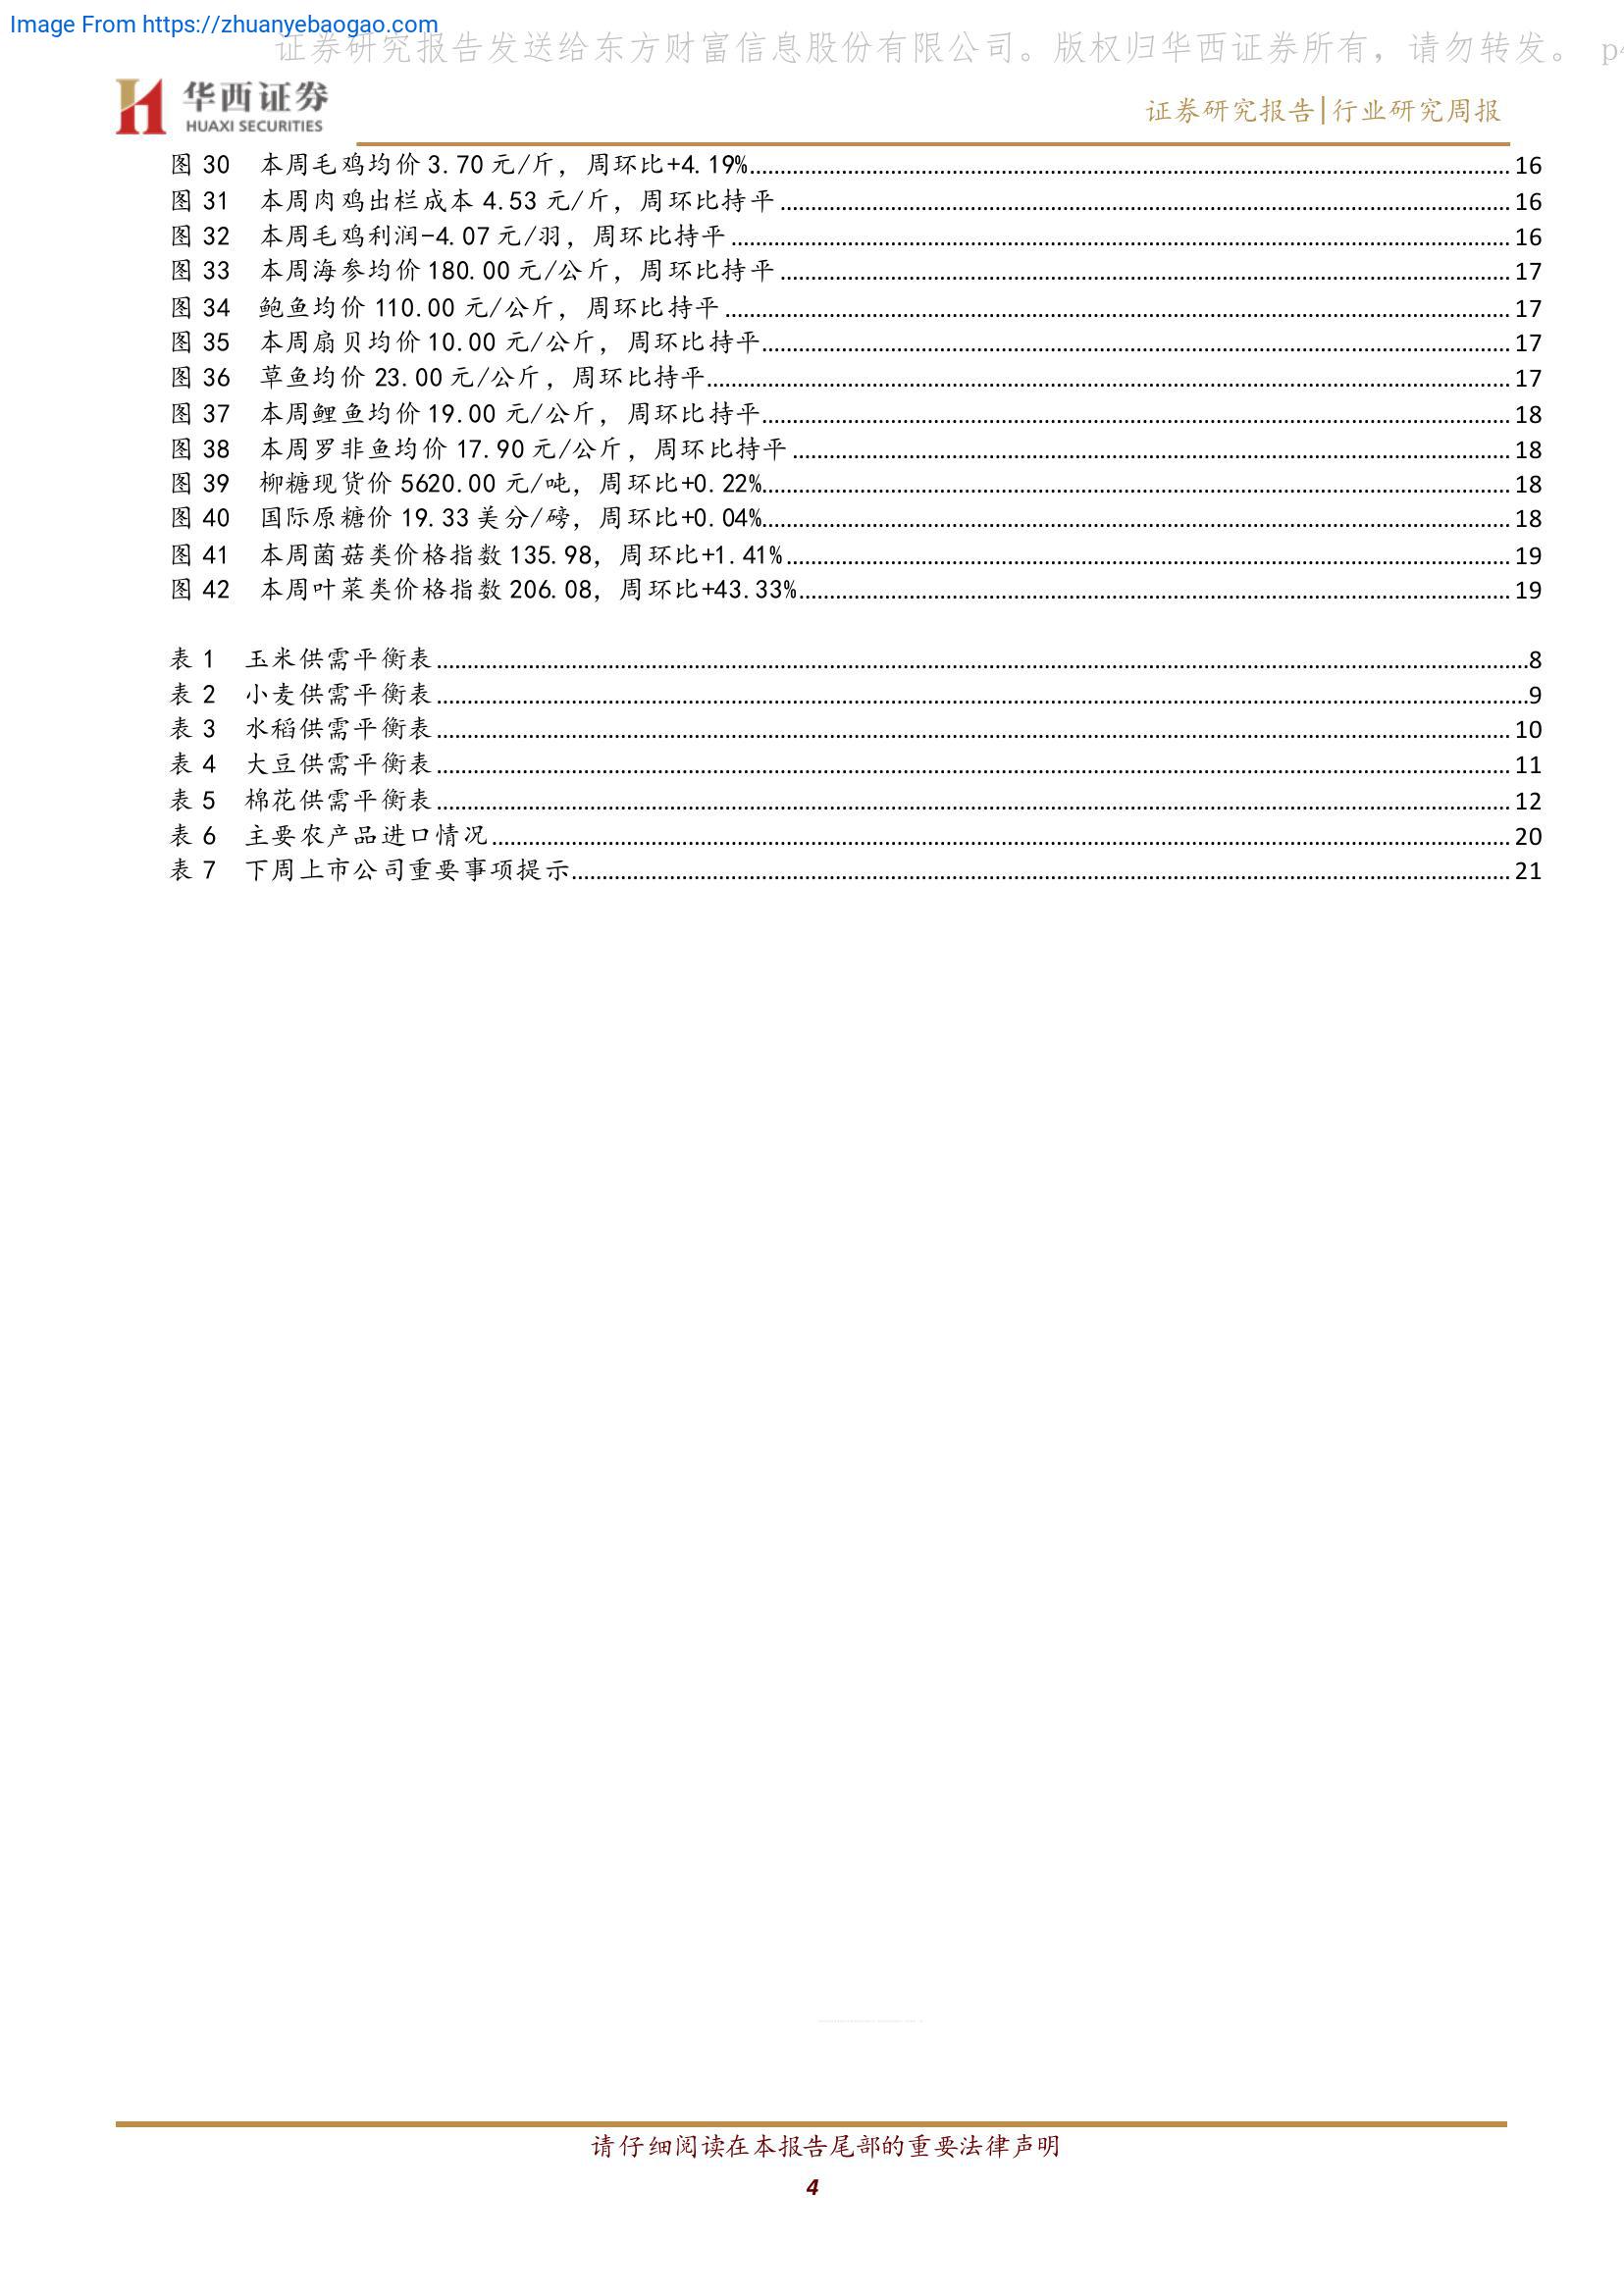 Image From https://zhuanyebaogao.com
证券研究报告发送给东方财富信息股份有限公司。版权归华西证券所有，请勿转发。 p4
华西证券
HUAXI SECURITIES
证券研究报告|行业研究周报
图 30 本周毛鸡均价 3.70 元/斤，周环比+4.19%..........16
图 31 本周肉鸡出栏成本 4.53 元/斤，周环比持平..........16
图 32 本周毛鸡利润-4.07 元/羽，周环比持平..........16
图 33 本周海参均价 180.00 元/公斤，周环比持平..........17
图 34 鲍鱼均价 110.00 元/公斤，周环比持平..........17
图 35 本周扇贝均价 10.00 元/公斤，周环比持平..........17
图 36 草鱼均价 23.00 元/公斤，周环比持平..........17
图 37 本周鲤鱼均价 19.00 元/公斤，周环比持平..........18
图 38 本周罗非鱼均价 17.90 元/公斤，周环比持平..........18
图 39 柳糖现货价 5620.00 元/吨，周环比+0.22%..........18
图 40 国际原糖价 19.33 美分/磅，周环比+0.04%..........18
图 41 本周菌菇类价格指数 135.98，周环比+1.41%..........19
图 42 本周叶菜类价格指数 206.08，周环比+43.33%..........19
表 1 玉米供需平衡表..........8
表 2 小麦供需平衡表..........9
表 3 水稻供需平衡表..........10
表 4 大豆供需平衡表..........11
表 5 棉花供需平衡表..........12
表 6 主要农产品进口情况..........20
表 7 下周上市公司重要事项提示..........21
请仔细阅读在本报告尾部的重要法律声明
4